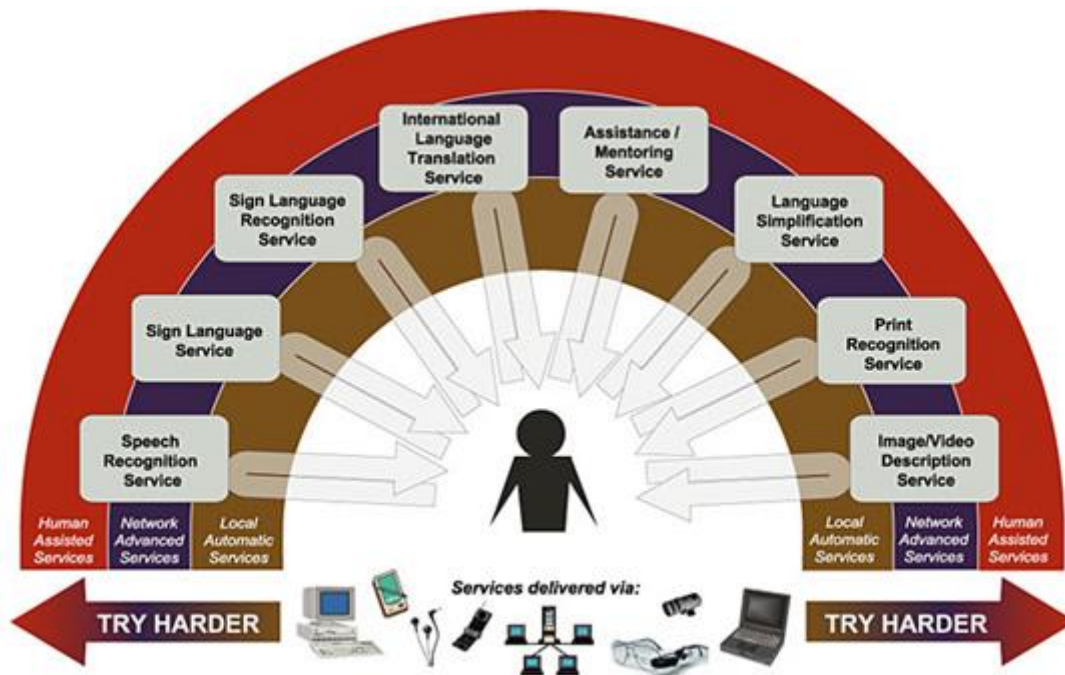 International
Language
Translation
Service
Assistance /
Mentoring
Service
Sign Language
Recognition
Service
Language
Simplification
Service
Sign Language
Service
Print
Recognition
Service
Speech
Recognition
Service
Image/Video
Description
Service
Human
Assisted
Services
Network
Advanced
Services
Local
Automatic
Services
Local
Automatic
Services
Network
Advanced
Services
Human
Assisted
Services
Services delivered via:
TRY HARDER
TRY HARDER